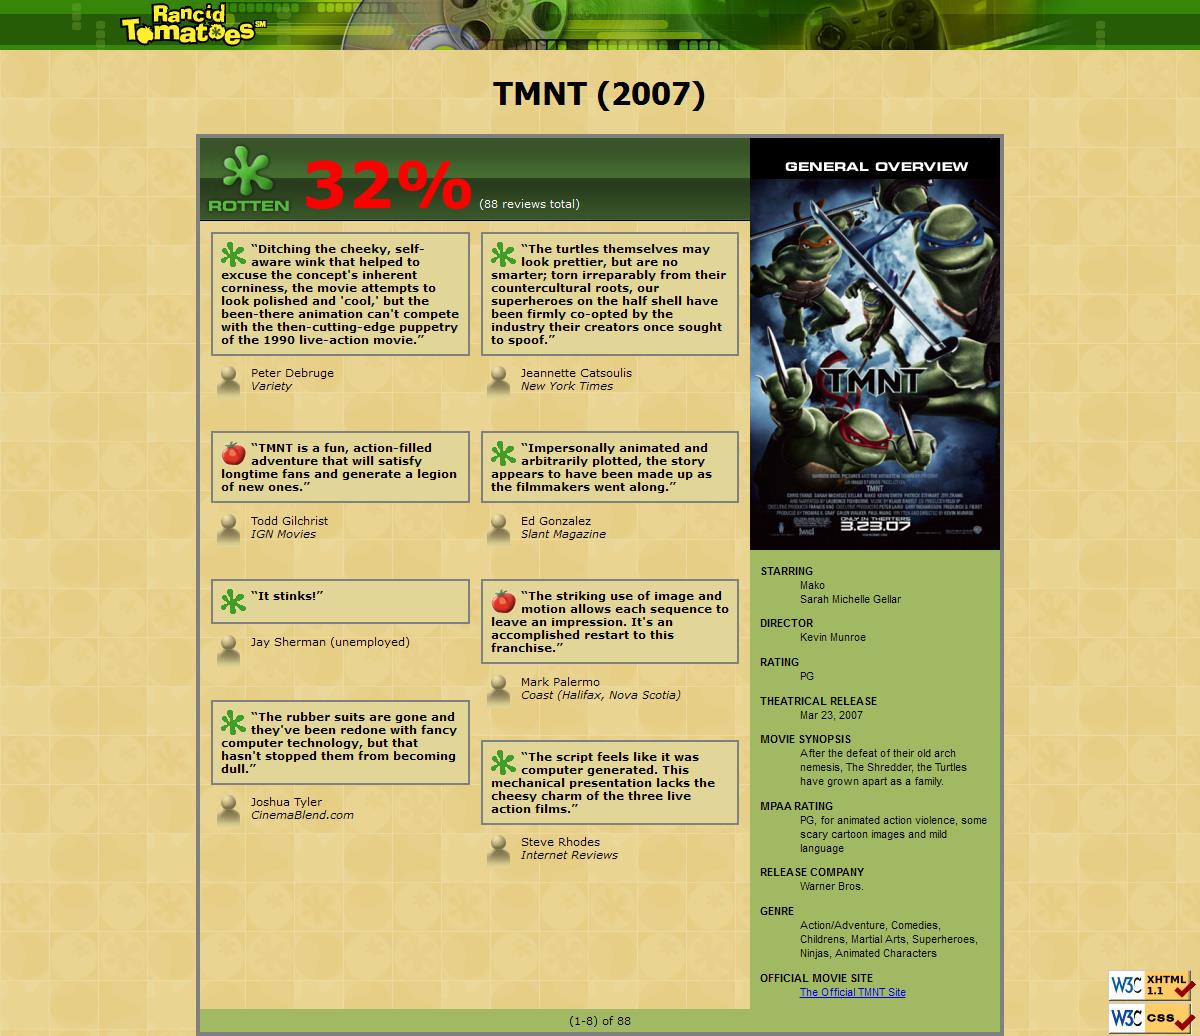 Rancid
TomatoesSM
TMNT (2007)
ROTTEN
32%
(88 reviews total)
“Ditching the cheeky, self-
aware wink that helped to
excuse the concept's inherent
corniness, the movie attempts to
look polished and 'cool,' but the
been-there animation can't compete
with the then-cutting-edge puppetry
of the 1990 live-action movie.”
Peter Debruge
Variety
“TMNT is a fun, action-filled
adventure that will satisfy
longtime fans and generate a legion
of new ones.”
Todd Gilchrist
IGN Movies
“It stinks!”
Jay Sherman (unemployed)
“The rubber suits are gone and
they've been redone with fancy
computer technology, but that
hasn't stopped them from becoming
dull.”
Joshua Tyler
CinemaBlend.com
“The turtles themselves may
look prettier, but are no
smarter; torn irreparably from their
countercultural roots, our
superheroes on the half shell have
been firmly co-opted by the
industry their creators once sought
to spoof.”
Jeannette Catsoulis
New York Times
“Impersonally animated and
arbitrarily plotted, the story
appears to have been made up as
the filmmakers went along.”
Ed Gonzalez
Slant Magazine
“The striking use of image and
motion allows each sequence to
leave an impression. It's an
accomplished restart to this
franchise.”
Mark Palermo
Coast (Halifax, Nova Scotia)
“The script feels like it was
computer generated. This
mechanical presentation lacks the
cheesy charm of the three live
action films.”
Steve Rhodes
Internet Reviews
GENERAL OVERVIEW
TMNT
TMNT
ONLY IN THEATERS
3.23.07
STARRING
Mako
Sarah Michelle Gellar
DIRECTOR
Kevin Munroe
RATING
PG
THEATRICAL RELEASE
Mar 23, 2007
MOVIE SYNOPSIS
After the defeat of their old arch
nemesis, The Shredder, the Turtles
have grown apart as a family.
MPAA RATING
PG, for animated action violence, some
scary cartoon images and mild
language
RELEASE COMPANY
Warner Bros.
GENRE
Action/Adventure, Comedies,
Childrens, Martial Arts, Superheroes,
Ninjas, Animated Characters
OFFICIAL MOVIE SITE
The Official TMNT Site
(1-8) of 88
W3C XHTML
1.1
W3C CSS